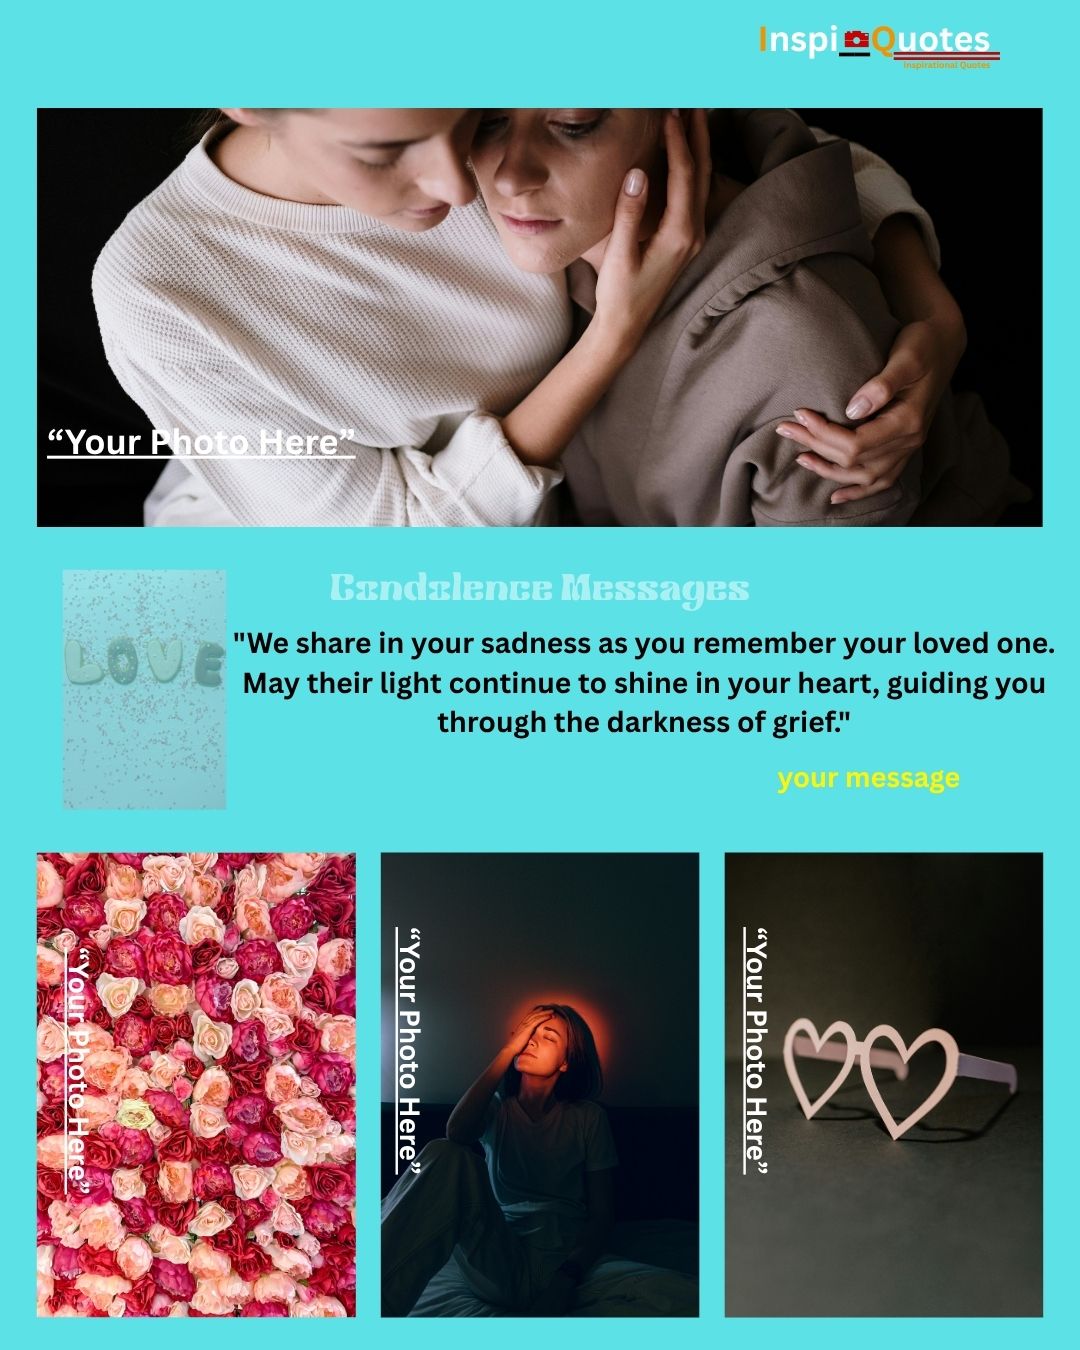 Inspi Quotes
Inspirational Quotes
“Your Photo Here”
LOVE
Condolence Messages
"We share in your sadness as you remember your loved one.
May their light continue to shine in your heart, guiding you
through the darkness of grief."
your message
“Your Photo Here”
“Your Photo Here”
“Your Photo Here”